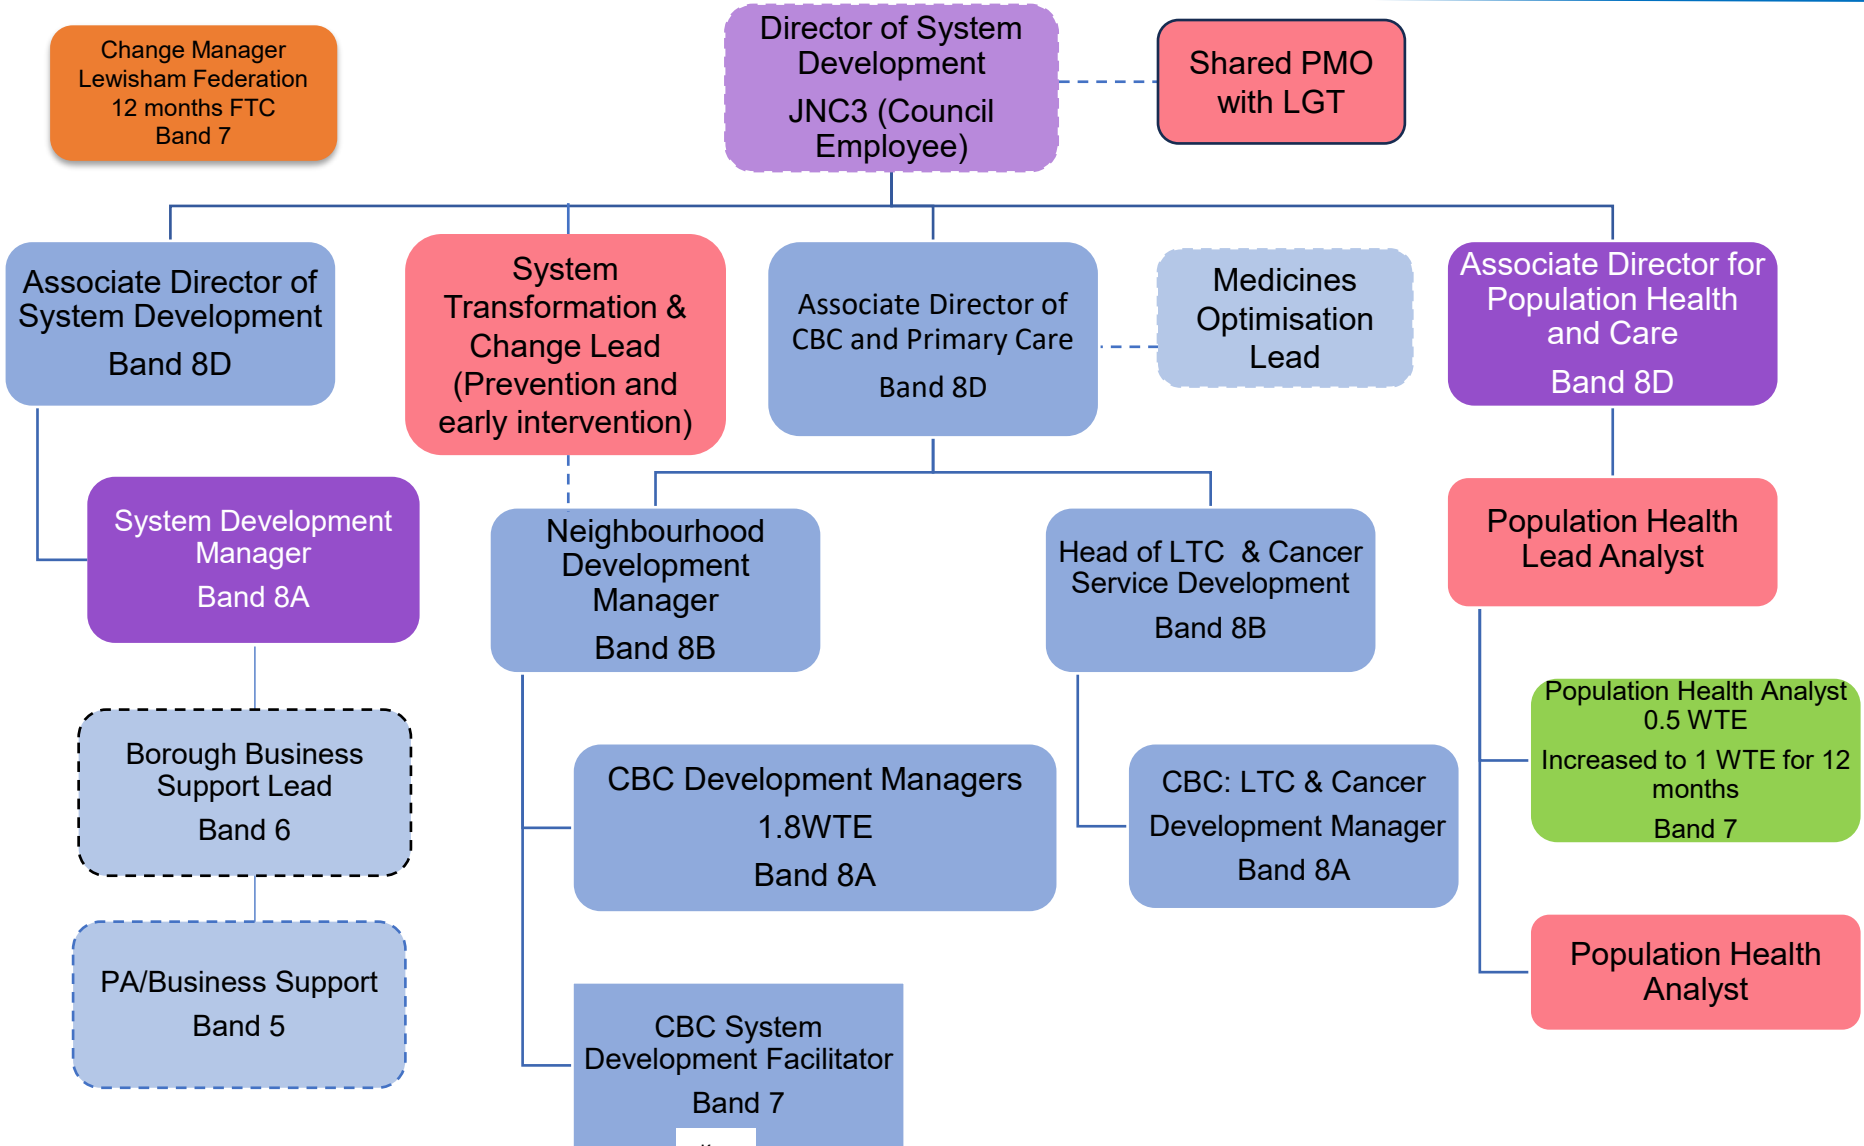 Change Manager
Lewisham Federation
12 months FTC
Band 7
Director of System
Development
JNC3 (Council
Employee)
Shared PMO
with LGT
Associate Director of
System Development
Band 8D
System
Transformation &
Change Lead
(Prevention and
early intervention)
Associate Director of
CBC and Primary Care
Band 8D
Medicines
Optimisation
Lead
Associate Director for
Population Health
and Care
Band 8D
System Development
Manager
Band 8A
Neighbourhood
Development
Manager
Band 8B
Head of LTC & Cancer
Service Development
Band 8B
Population Health
Lead Analyst
Borough Business
Support Lead
Band 6
CBC Development Managers
1.8WTE
Band 8A
CBC: LTC & Cancer
Development Manager
Band 8A
Population Health Analyst
0.5 WTE
Increased to 1 WTE for 12
months
Band 7
PA/Business Support
Band 5
CBC System
Development Facilitator
Band 7
Population Health
Analyst